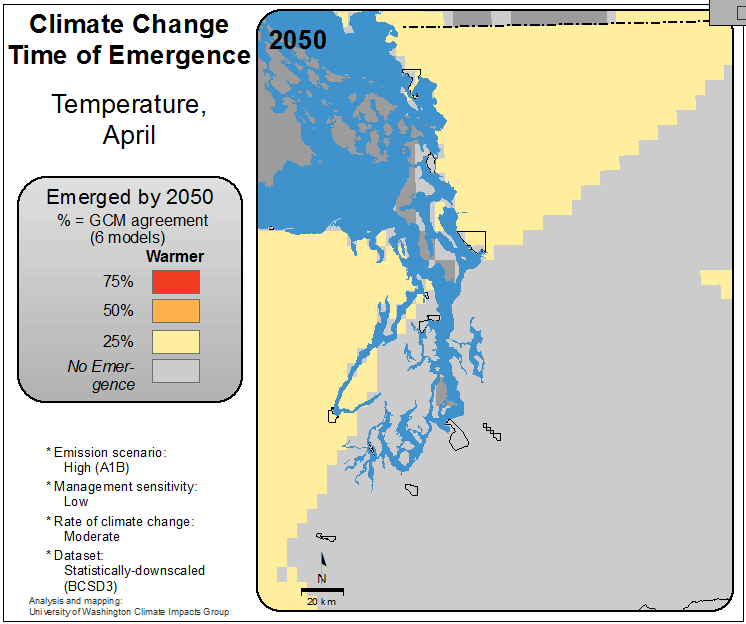 Climate Change
Time of Emergence
Temperature,
April
Emerged by 2050
% = GCM agreement
(6 models)
Warmer
75%
50%
25%
No Emer-
gence
* Emission scenario:
High (A1B)
* Management sensitivity:
Low
* Rate of climate change:
Moderate
* Dataset:
Statistically-downscaled
(BCSD3)
Analysis and mapping:
University of Washington Climate Impacts Group
2050
N
20 km